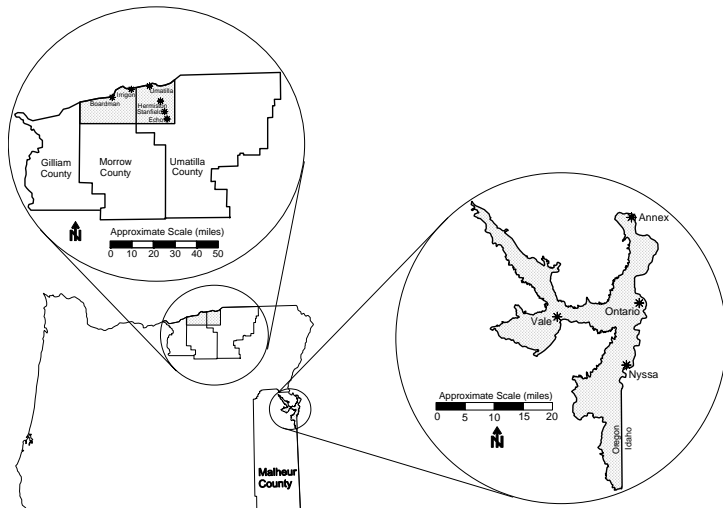 Umatilla
Irrigon
Boardman
Hermiston
Stanfield
Echo
Gilliam
County
Morrow
County
Umatilla
County
N
Approximate Scale (miles)
0 10 20 30 40 50
Annex
Ontario
Vale
Nyssa
Approximate Scale (miles)
0 5 10 15 20
N
Oregon
Idaho
Malheur
County